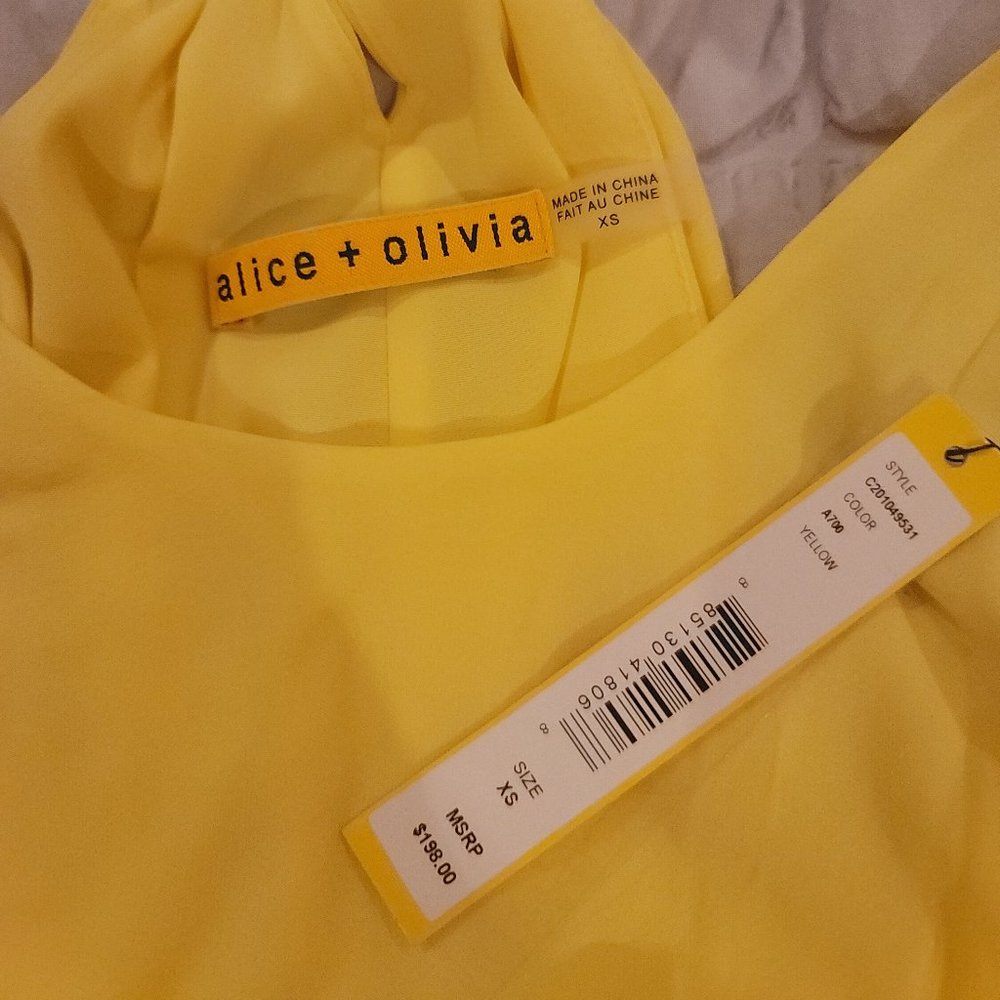 alice + olivia
MADE IN CHINA
FAIT AU CHINE
XS
STYLE
C201049531
COLOR
A700
YELLOW
8 85130 41806 8
SIZE
XS
MSRP
$198.00